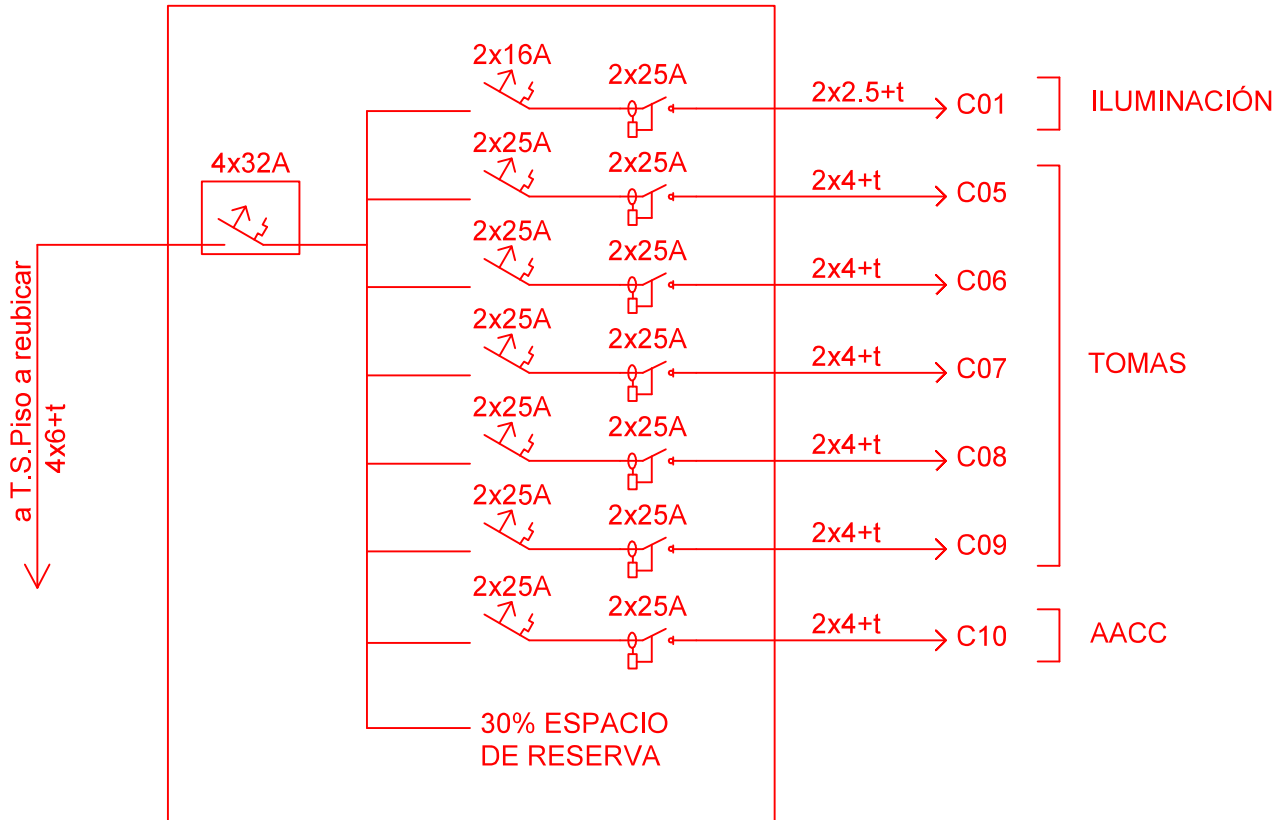 2x16A
2x25A
2x2.5+t
C01
ILUMINACIÓN
4x32A
2x25A
2x25A
2x4+t
C05
2x25A
2x25A
2x4+t
C06
2x25A
2x25A
2x4+t
C07
TOMAS
2x25A
2x25A
2x4+t
C08
2x25A
2x25A
2x4+t
C09
2x25A
2x25A
2x4+t
C10
AACC
a T.S.Piso a reubicar
4x6+t
30% ESPACIO
DE RESERVA